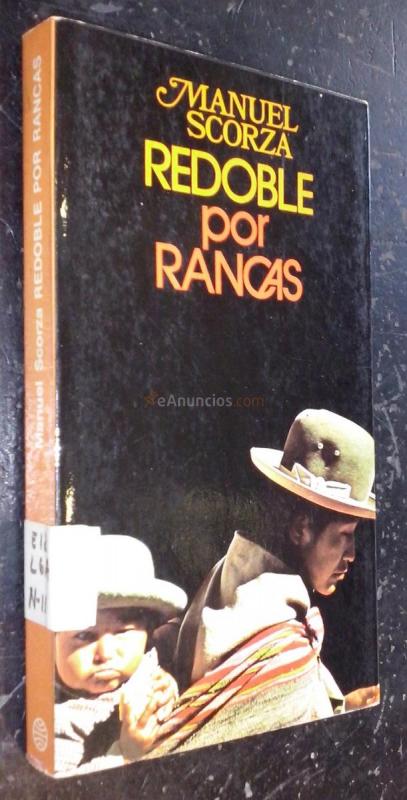 MANUEL
SCORZA
REDOBLE
por
RANCAS
Manuel Scorza REDOBLE POR RANCAS
eAnuncios.com